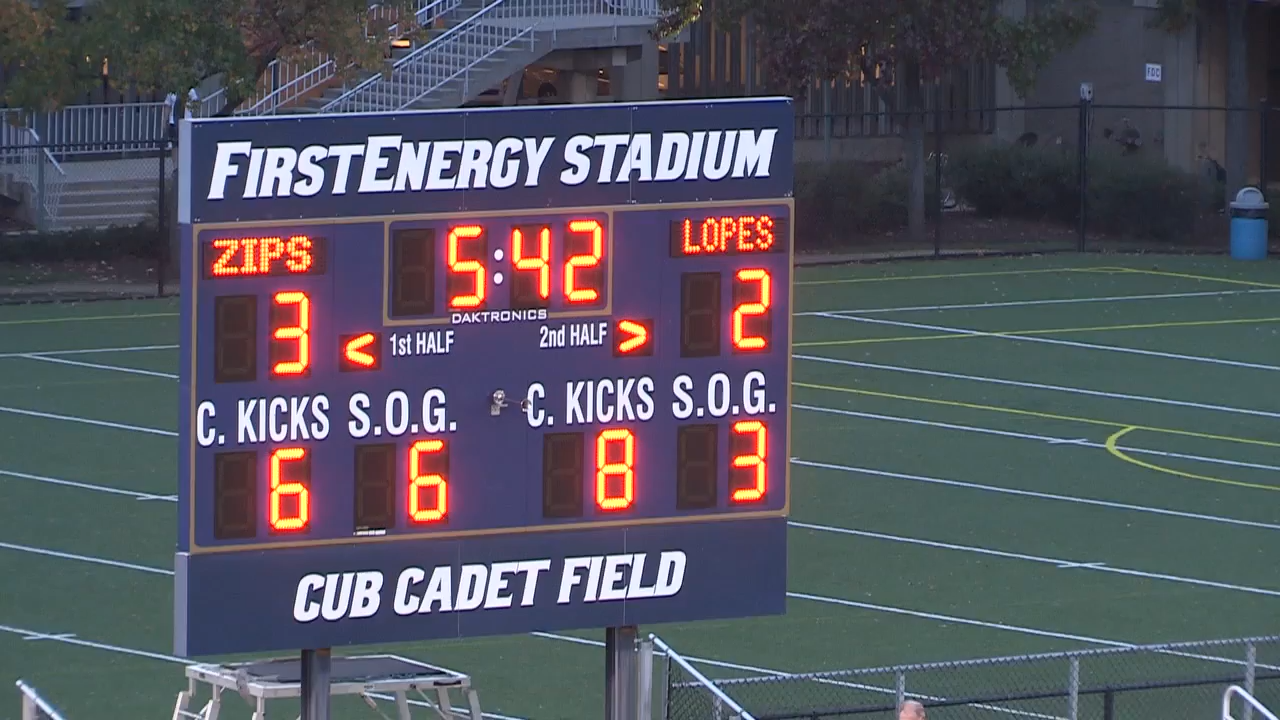 FIRSTENERGY STADIUM
ZIPS 5:42 LOPES
3 DAKTRONICS 2
< 1st HALF 2nd HALF >
C. KICKS S.O.G. C. KICKS S.O.G.
6 6 8 3
CUB CADET FIELD
FDC